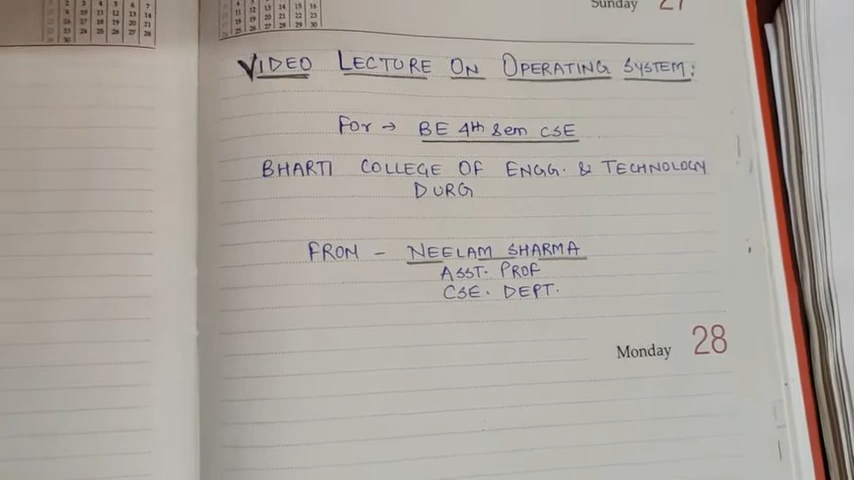 Sunday 27
VIDEO LECTURE ON OPERATING SYSTEM:
For → BE 4th Sem CSE
BHARTI COLLEGE OF ENGG. & TECHNOLOGY
DURG
FROM - NEELAM SHARMA
ASST. PROF
CSE. DEPT.
Monday 28